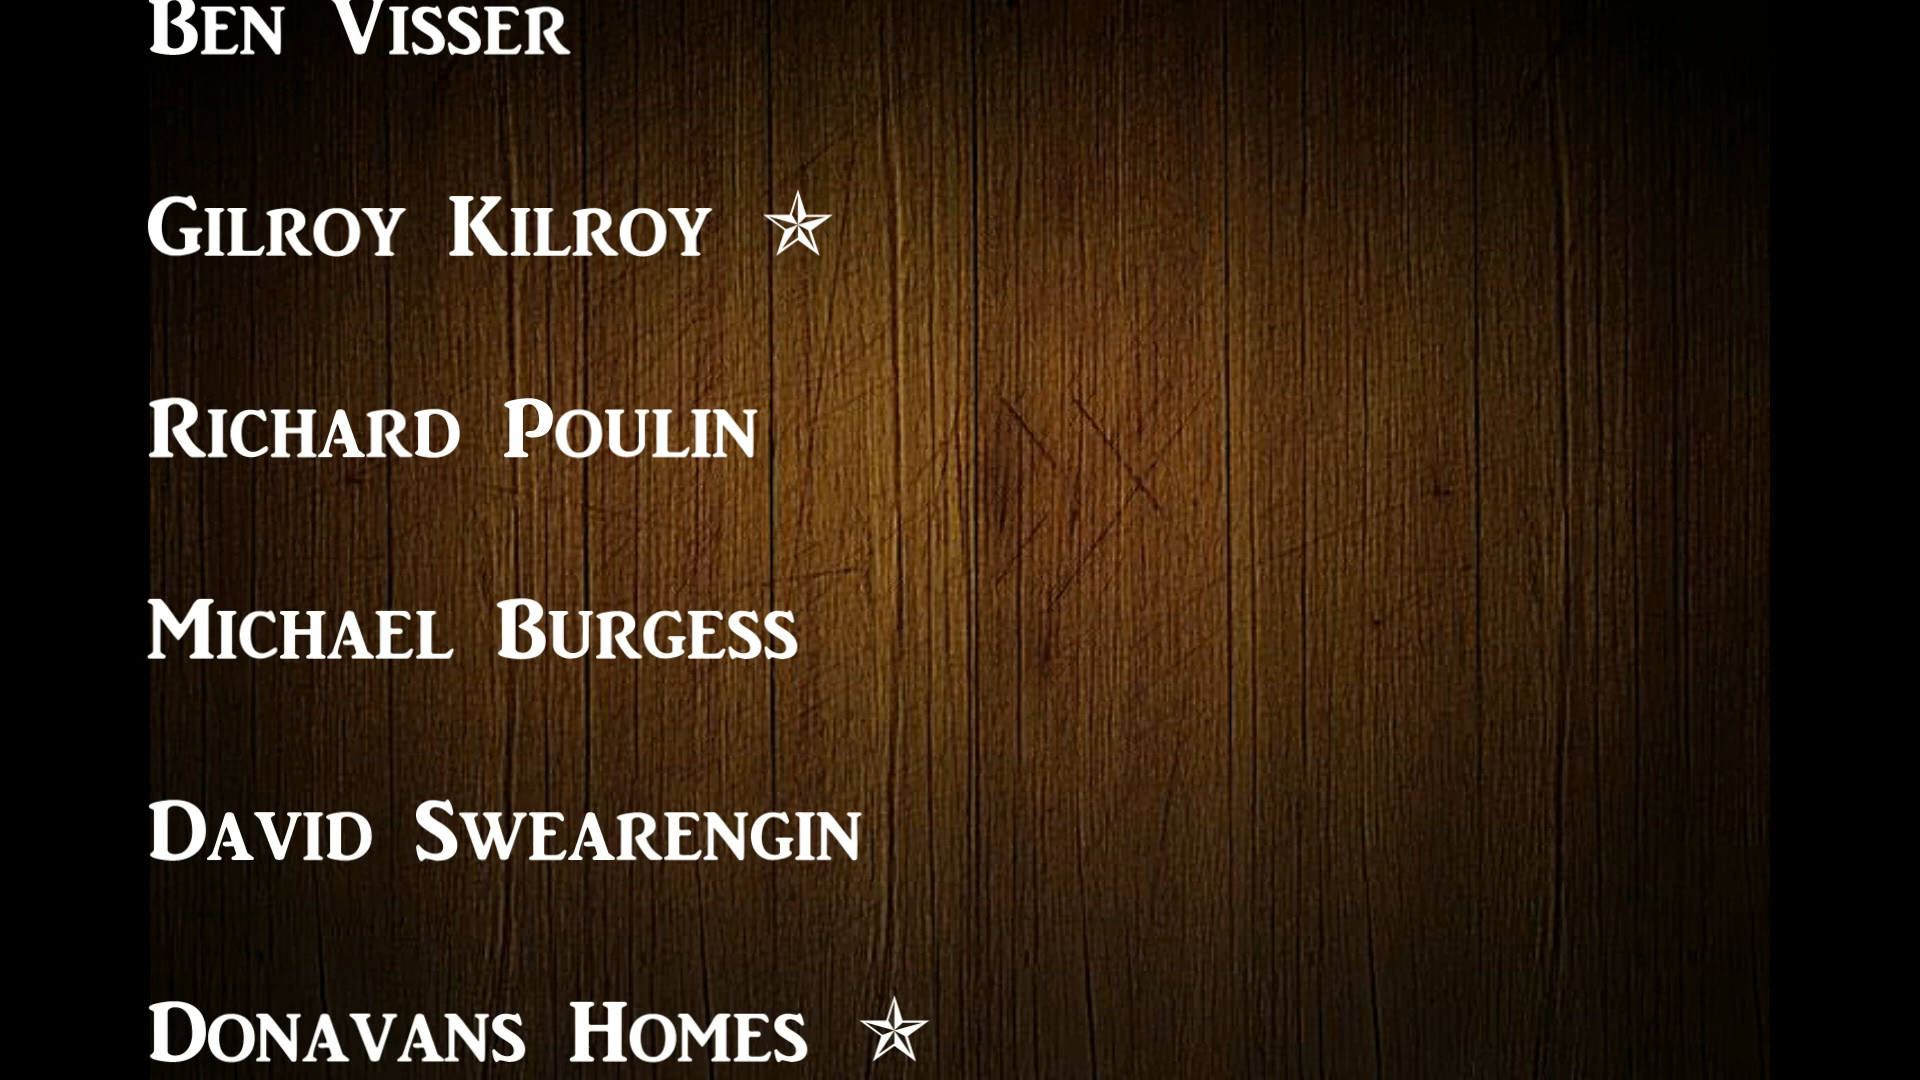 Ben Visser
Gilroy Kilroy ✯
Richard Poulin
Michael Burgess
David Swearengin
Donavans Homes ✯